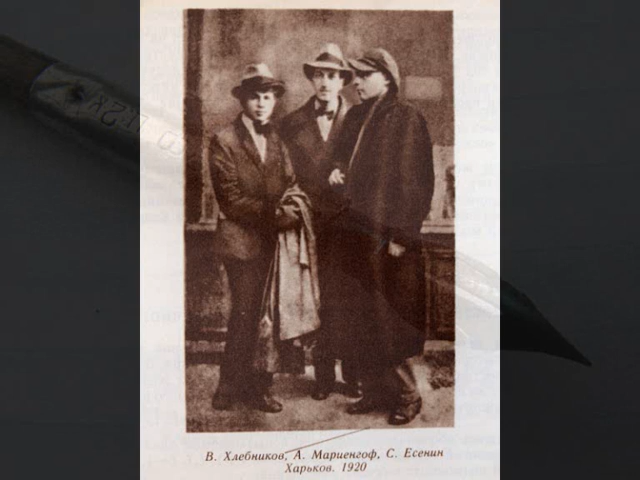 В. Хлебников, А. Мариенгоф, С. Есенин
Харьков. 1920